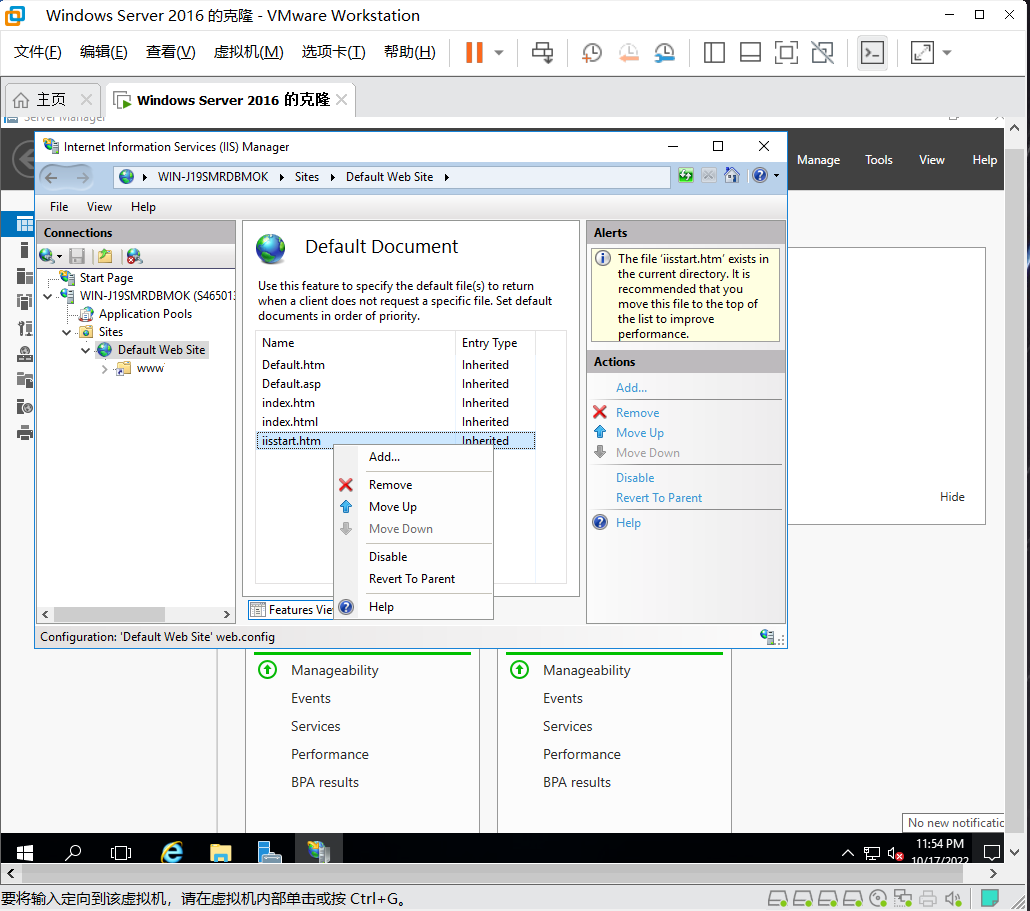 Windows Server 2016 的克隆 - VMware Workstation
文件(F) 编辑(E) 查看(V) 虚拟机(M) 选项卡(T) 帮助(H)
主页 Windows Server 2016 的克隆
Server Manager
Manage Tools View Help
Internet Information Services (IIS) Manager
WIN-J19SMRDBMOK Sites Default Web Site
File View Help
Connections
Start Page
WIN-J19SMRDBMOK (S46501
Application Pools
Sites
Default Web Site
www
Default Document
Use this feature to specify the default file(s) to return
when a client does not request a specific file. Set default
documents in order of priority.
Name Entry Type
Default.htm Inherited
Default.asp Inherited
index.htm Inherited
index.html Inherited
iisstart.htm Inherited
Add...
Remove
Move Up
Move Down
Disable
Revert To Parent
Help
Features Vie
Alerts
The file 'iisstart.htm' exists in
the current directory. It is
recommended that you
move this file to the top of
the list to improve
performance.
Actions
Add...
Remove
Move Up
Move Down
Disable
Revert To Parent
Help
Hide
Configuration: 'Default Web Site' web.config
Manageability
Events
Services
Performance
BPA results
Manageability
Events
Services
Performance
BPA results
No new notificatic
11:54 PM
10/17/2022
要将输入定向到该虚拟机，请在虚拟机内部单击或按 Ctrl+G。